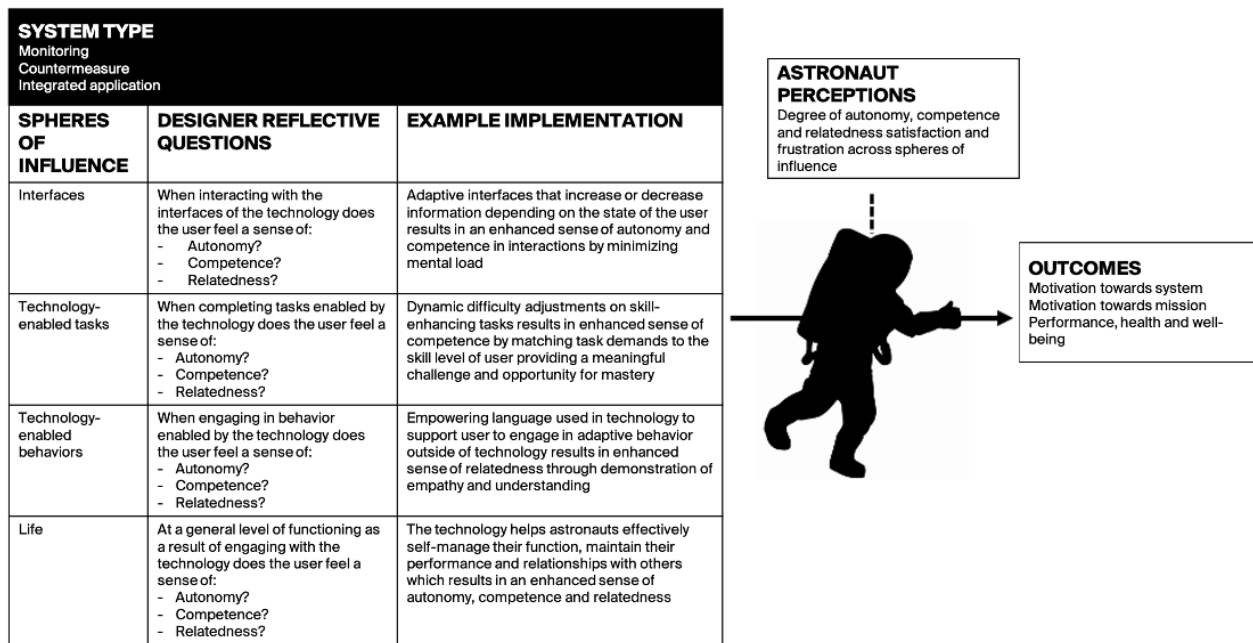 SYSTEM TYPE
Monitoring
Countermeasure
Integrated application
SPHERES
OF
INFLUENCE
DESIGNER REFLECTIVE
QUESTIONS
EXAMPLE IMPLEMENTATION
Interfaces
When interacting with the
interfaces of the technology does
the user feel a sense of:
- Autonomy?
- Competence?
- Relatedness?
Adaptive interfaces that increase or decrease
information depending on the state of the user
results in an enhanced sense of autonomy and
competence in interactions by minimizing
mental load
Technology-
enabled tasks
When completing tasks enabled by
the technology does the user feel a
sense of:
- Autonomy?
- Competence?
- Relatedness?
Dynamic difficulty adjustments on skill-
enhancing tasks results in enhanced sense of
competence by matching task demands to the
skill level of user providing a meaningful
challenge and opportunity for mastery
Technology-
enabled
behaviors
When engaging in behavior
enabled by the technology does
the user feel a sense of:
- Autonomy?
- Competence?
- Relatedness?
Empowering language used in technology to
support user to engage in adaptive behavior
outside of technology results in enhanced
sense of relatedness through demonstration of
empathy and understanding
Life
At a general level of functioning as
a result of engaging with the
technology does the user feel a
sense of:
- Autonomy?
- Competence?
- Relatedness?
The technology helps astronauts effectively
self-manage their function, maintain their
performance and relationships with others
which results in an enhanced sense of
autonomy, competence and relatedness
ASTRONAUT
PERCEPTIONS
Degree of autonomy, competence
and relatedness satisfaction and
frustration across spheres of
influence
OUTCOMES
Motivation towards system
Motivation towards mission
Performance, health and well-
being